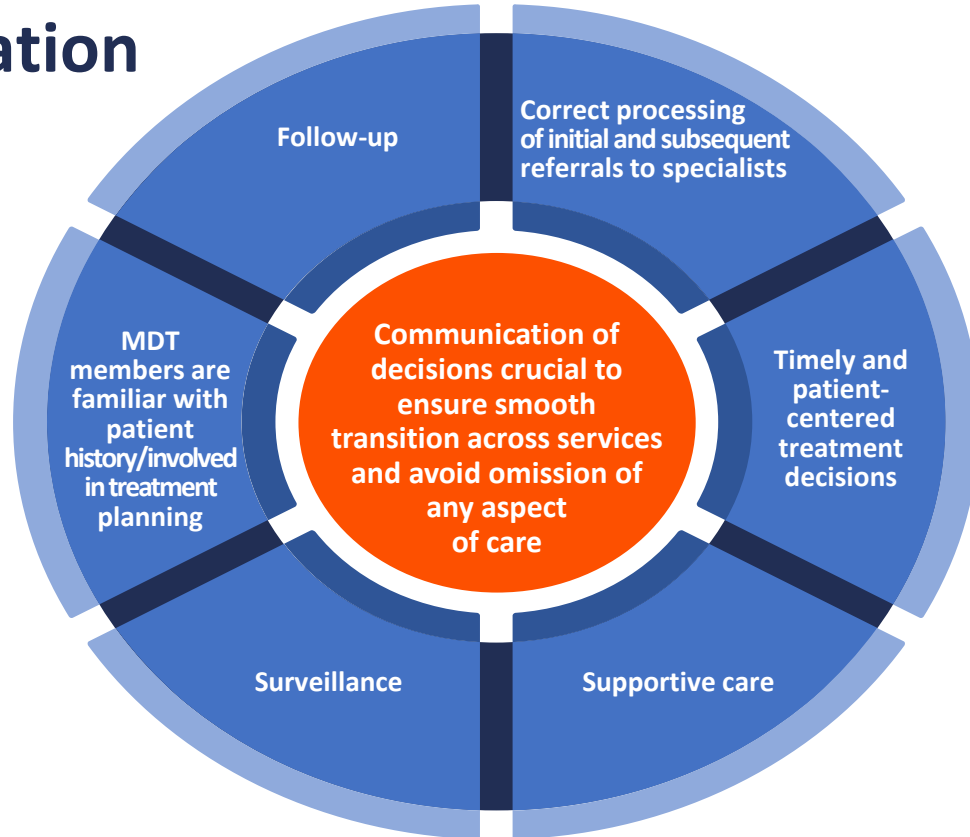 ation
Follow-up
Correct processing
of initial and subsequent
referrals to specialists
Timely and
patient-
centered
treatment
decisions
Supportive care
Surveillance
MDT
members are
familiar with
patient
history/involved
in treatment
planning
Communication of
decisions crucial to
ensure smooth
transition across services
and avoid omission of
any aspect
of care